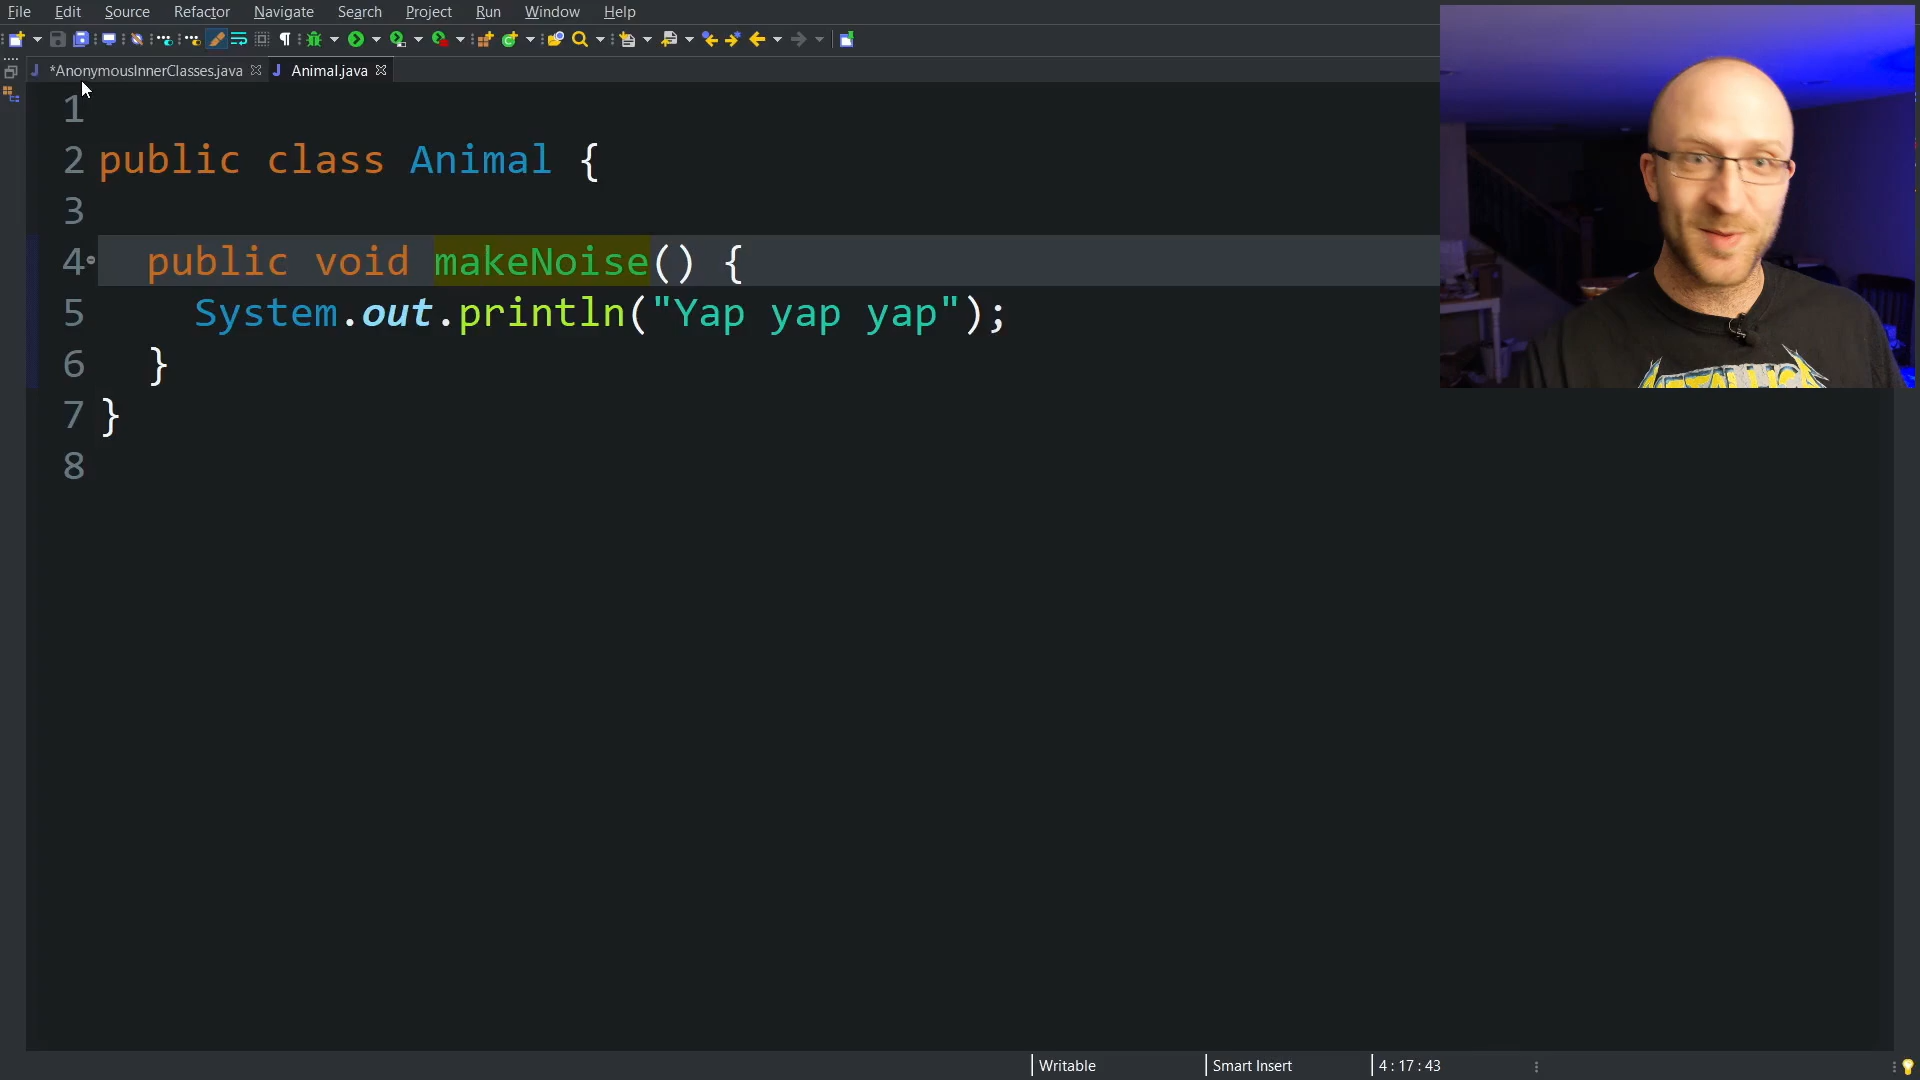 File Edit Source Refactor Navigate Search Project Run Window Help
*AnonymousInnerClasses.java Animal.java
1
2 public class Animal {
3
4 public void makeNoise() {
5 System.out.println("Yap yap yap");
6 }
7 }
8
Writable Smart Insert 4 : 17 : 43